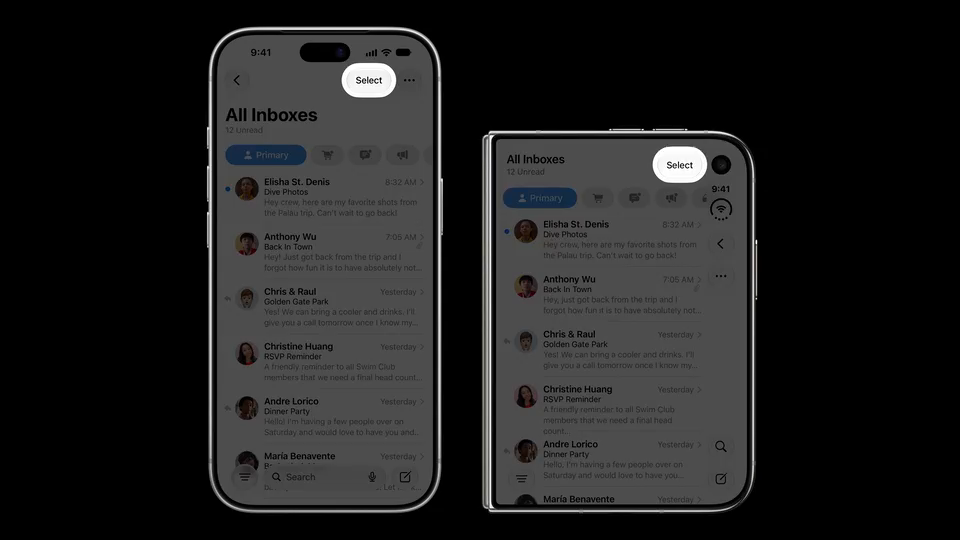 9:41
Select
All Inboxes
12 Unread
Primary
Elisha St. Denis 8:32 AM
Dive Photos
Hey crew, here are my favorite shots from
the Palau trip. Can't wait to go back!
Anthony Wu 7:05 AM
Back In Town
Hey! Just got back from the trip and I
forgot how fun it is to have absolutely not...
Chris & Raul Yesterday
Golden Gate Park
Yes! We can bring a cooler and drinks. I'll
give you a call tomorrow once I know my...
Christine Huang Yesterday
RSVP Reminder
A friendly reminder to all Swim Club
members that we need a final head count...
Andre Lorico Yesterday
Dinner Party
Hello! I'm having a few people over on
Saturday and would love to have you and...
María Benavente Yesterday
Search
All Inboxes
12 Unread
Select
9:41
Primary
Elisha St. Denis 8:32 AM
Dive Photos
Hey crew, here are my favorite shots from
the Palau trip. Can't wait to go back!
Anthony Wu 7:05 AM
Back In Town
Hey, just got back from the trip and I
forgot how fun it is to have absolutely not...
Chris & Raul Yesterday
Golden Gate Park
Yes! We can bring a cooler and drinks. I'll
give you a call tomorrow once I know my...
Christine Huang Yesterday
RSVP Reminder
A friendly reminder to all Swim Club
members that we need a final head
count...
Andre Lorico Yesterday
Dinner Party
Hello, I'm having a few people over on
Saturday and would love to have you...
María Benavente Yesterday